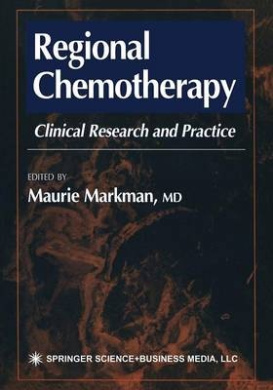 Regional
Chemotherapy
Clinical Research and Practice
EDITED BY
Maurie Markman, MD
SPRINGER SCIENCE+BUSINESS MEDIA, LLC